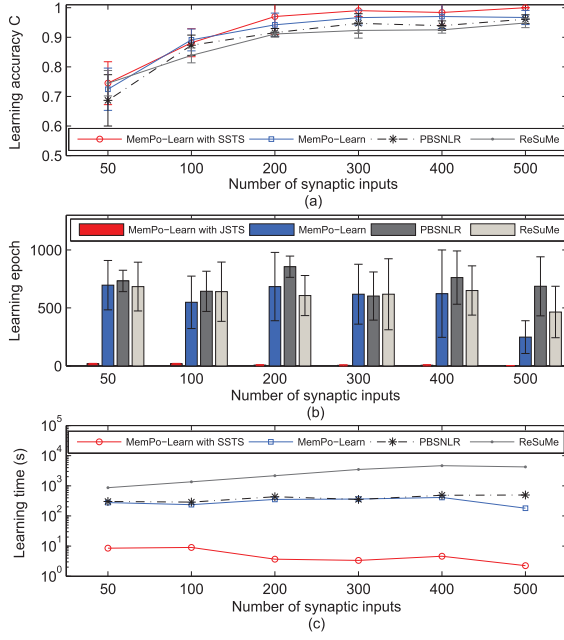 Learning accuracy C
1
0.9
0.8
0.7
0.6
0.5
MemPo-Learn with SSTS MemPo-Learn PBSNLR ReSuMe
50 100 200 300 400 500
Number of synaptic inputs
(a)
Learning epoch
1000
500
0
MemPo-Learn with JSTS MemPo-Learn PBSNLR ReSuMe
50 100 200 300 400 500
Number of synaptic inputs
(b)
Learning time (s)
10^5
10^4
10^3
10^2
10^1
10^0
MemPo-Learn with SSTS MemPo-Learn PBSNLR ReSuMe
50 100 200 300 400 500
Number of synaptic inputs
(c)